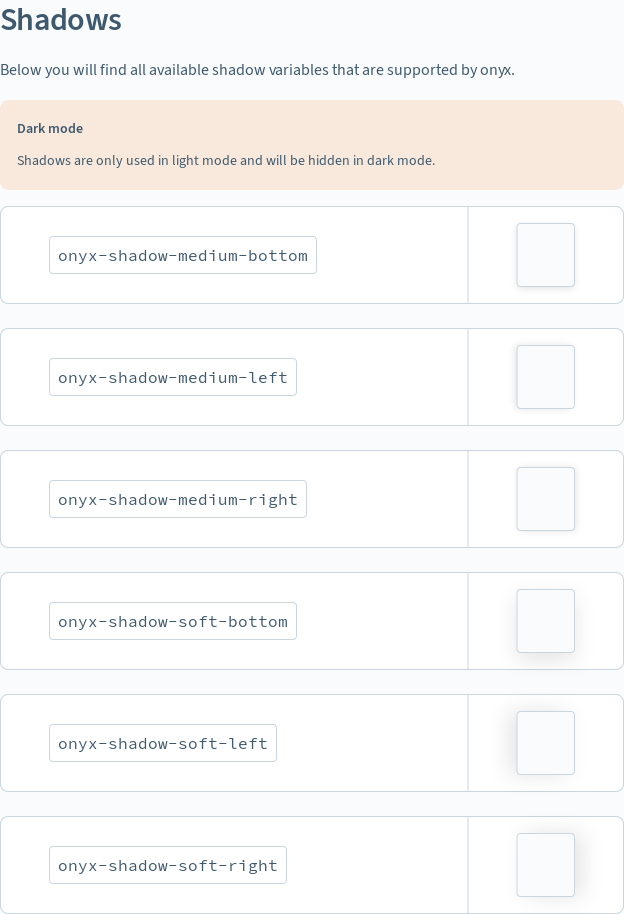 Shadows
Below you will find all available shadow variables that are supported by onyx.
Dark mode
Shadows are only used in light mode and will be hidden in dark mode.
onyx-shadow-medium-bottom
onyx-shadow-medium-left
onyx-shadow-medium-right
onyx-shadow-soft-bottom
onyx-shadow-soft-left
onyx-shadow-soft-right